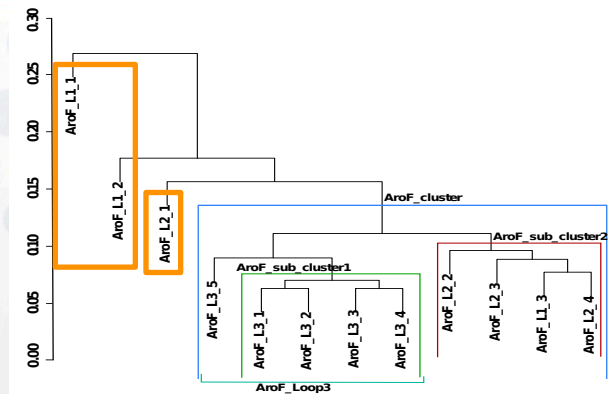 0.30
0.25
0.20
0.15
0.10
0.05
0.00
AroF_L1_1
AroF_L1_2
AroF_L2_1
AroF_cluster
AroF_L3_5
AroF_sub_cluster1
AroF_L3_1
AroF_L3_2
AroF_L3_3
AroF_L3_4
AroF_sub_cluster2
AroF_L2_2
AroF_L2_3
AroF_L1_3
AroF_L2_4
AroF_Loop3